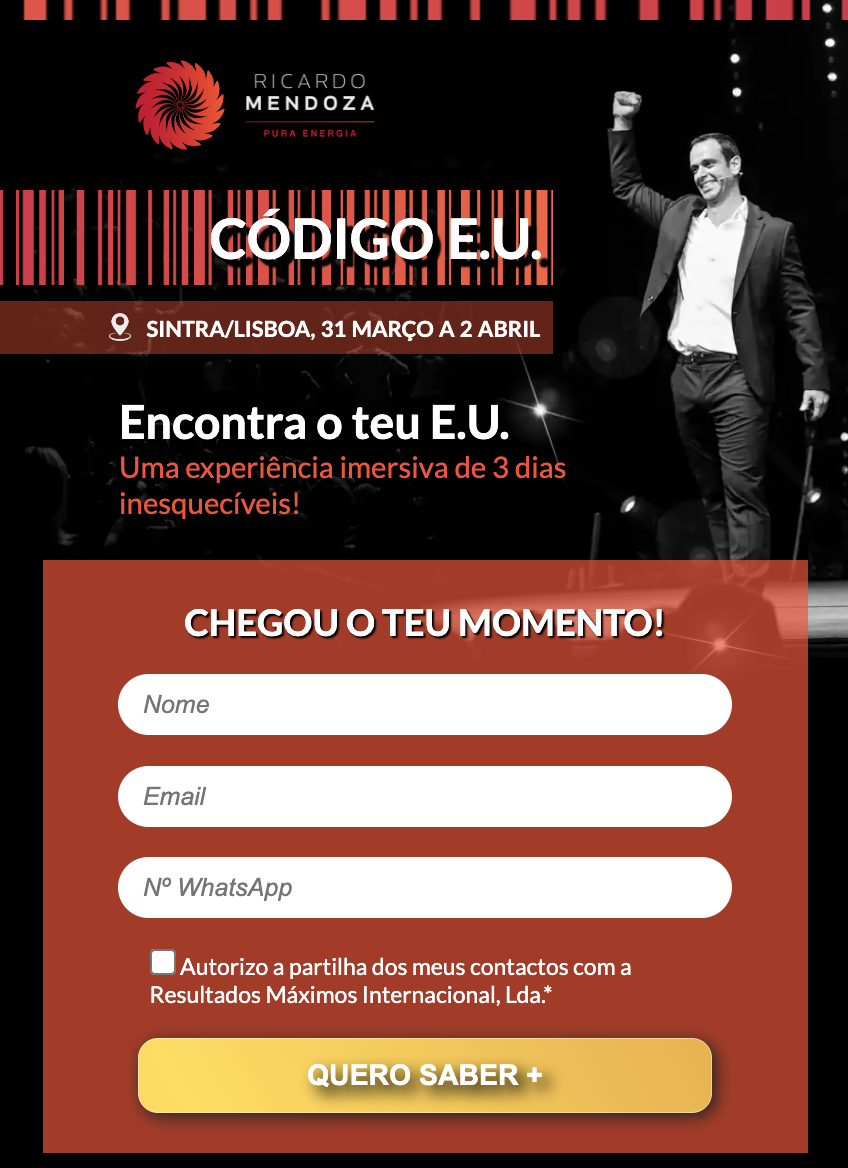 RICARDO
MENDOZA
PURA ENERGIA
CÓDIGO E.U.
SINTRA/LISBOA, 31 MARÇO A 2 ABRIL
Encontra o teu E.U.
Uma experiência imersiva de 3 dias
inesquecíveis!
CHEGOU O TEU MOMENTO!
Nome
Email
Nº WhatsApp
Autorizo a partilha dos meus contactos com a
Resultados Máximos Internacional, Lda.*
QUERO SABER +